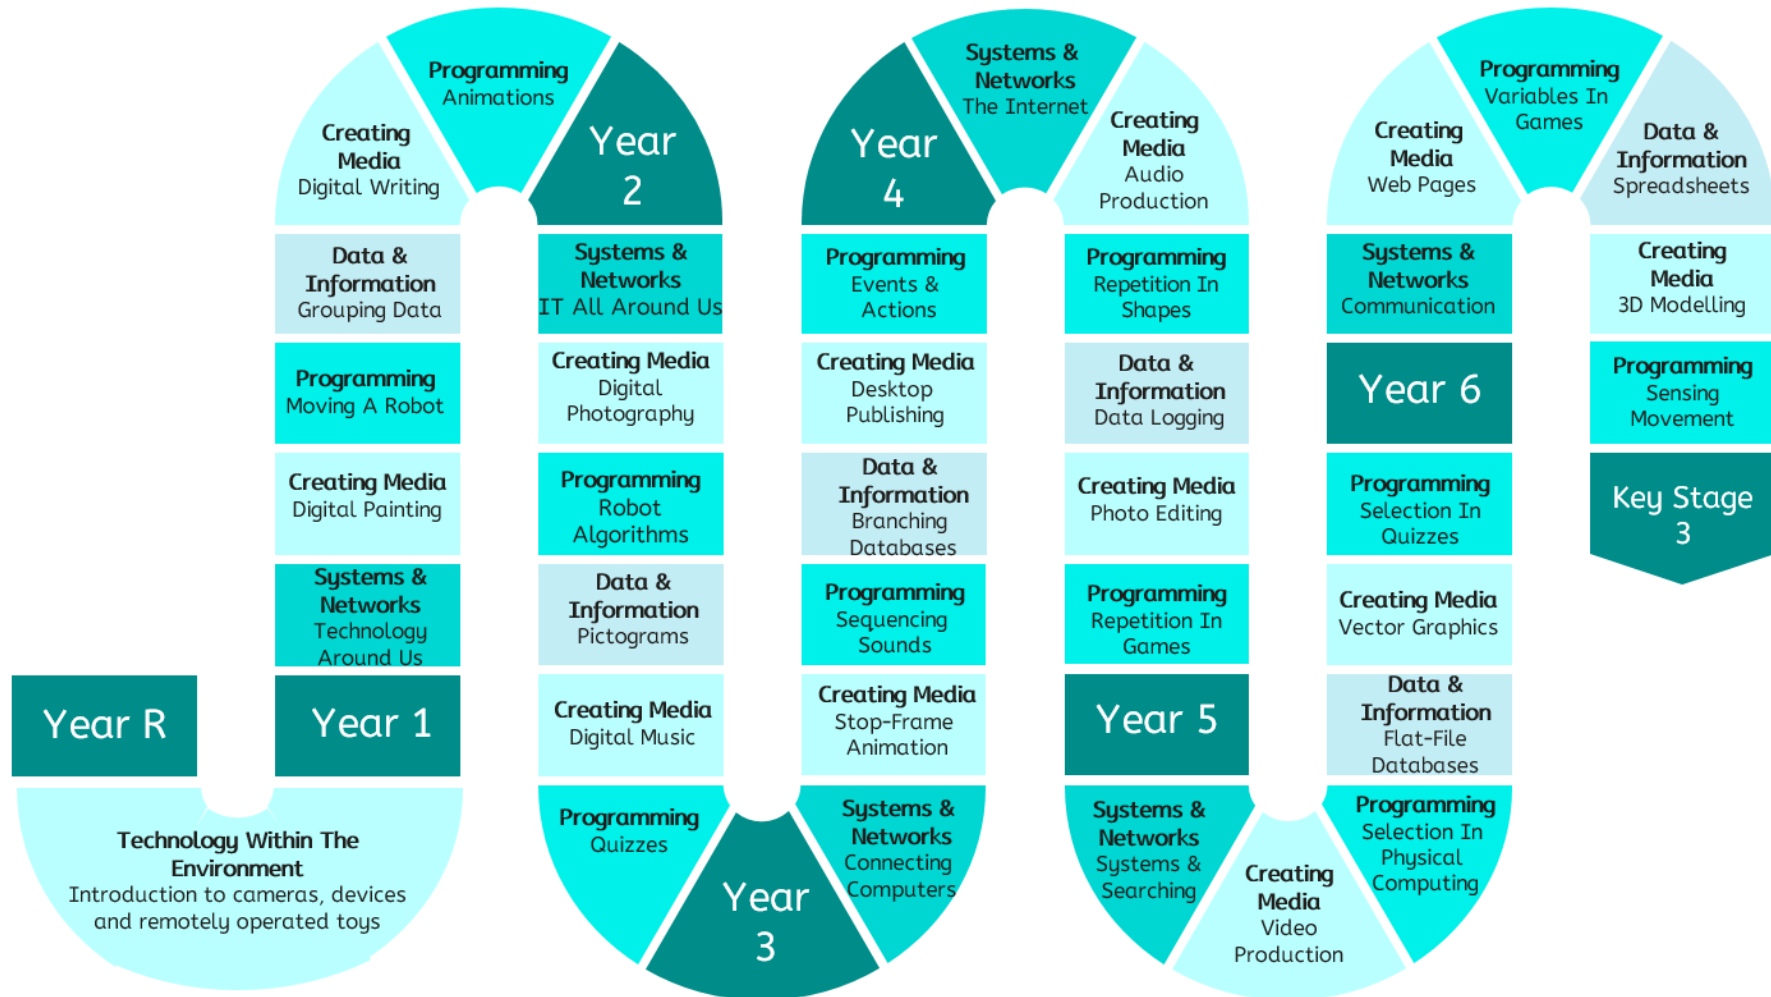 Year R
Technology Within The
Environment
Introduction to cameras, devices
and remotely operated toys
Year 1
Systems &
Networks
Technology
Around Us
Creating Media
Digital Painting
Programming
Moving A Robot
Data &
Information
Grouping Data
Creating
Media
Digital Writing
Programming
Animations
Year
2
Systems &
Networks
IT All Around Us
Creating Media
Digital
Photography
Programming
Robot
Algorithms
Data &
Information
Pictograms
Creating Media
Digital Music
Programming
Quizzes
Year
3
Systems &
Networks
Connecting
Computers
Creating Media
Stop-Frame
Animation
Programming
Sequencing
Sounds
Data &
Information
Branching
Databases
Creating Media
Desktop
Publishing
Programming
Events &
Actions
Year
4
Systems &
Networks
The Internet
Creating
Media
Audio
Production
Programming
Repetition In
Shapes
Data &
Information
Data Logging
Creating Media
Photo Editing
Programming
Repetition In
Games
Year 5
Systems &
Networks
Systems &
Searching
Creating
Media
Video
Production
Programming
Selection In
Physical
Computing
Data &
Information
Flat-File
Databases
Creating Media
Vector Graphics
Programming
Selection In
Quizzes
Year 6
Systems &
Networks
Communication
Creating
Media
Web Pages
Programming
Variables In
Games
Data &
Information
Spreadsheets
Creating
Media
3D Modelling
Programming
Sensing
Movement
Key Stage
3